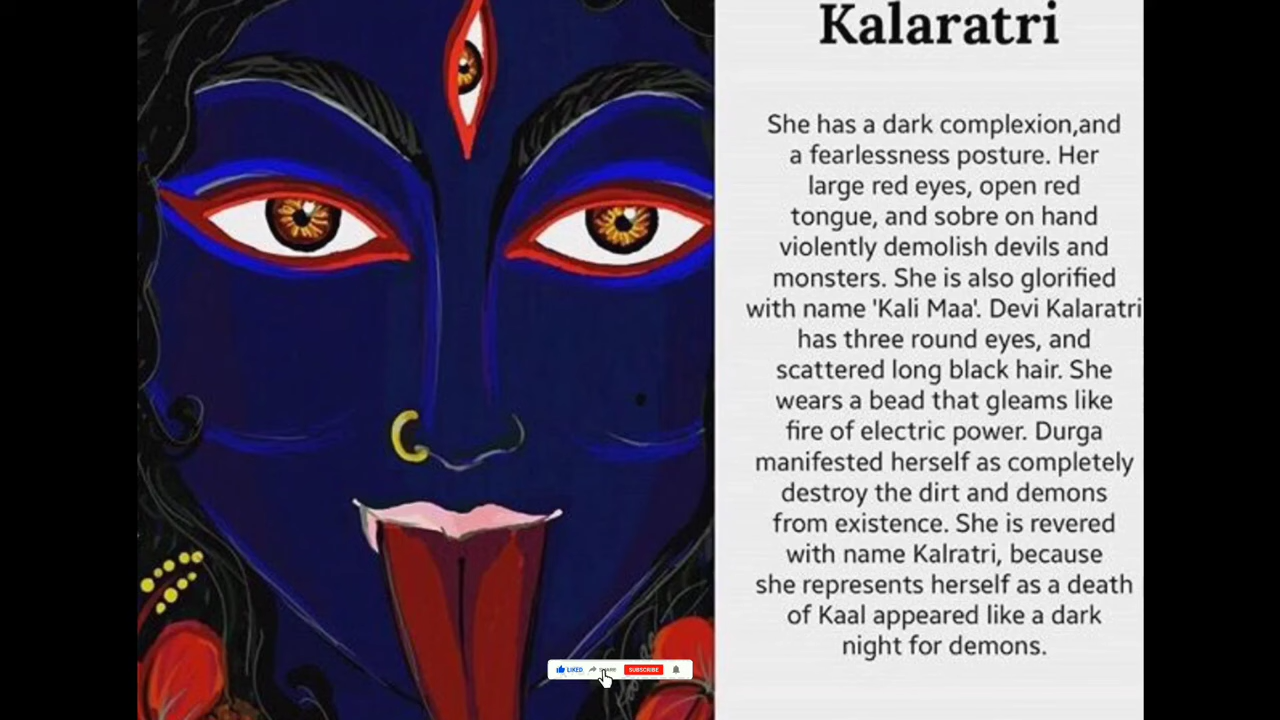 Kalaratri
She has a dark complexion,and
a fearlessness posture. Her
large red eyes, open red
tongue, and sobre on hand
violently demolish devils and
monsters. She is also glorified
with name 'Kali Maa'. Devi Kalaratri
has three round eyes, and
scattered long black hair. She
wears a bead that gleams like
fire of electric power. Durga
manifested herself as completely
destroy the dirt and demons
from existence. She is revered
with name Kalratri, because
she represents herself as a death
of Kaal appeared like a dark
night for demons.
LIKED SHARE SUBSCRIBE